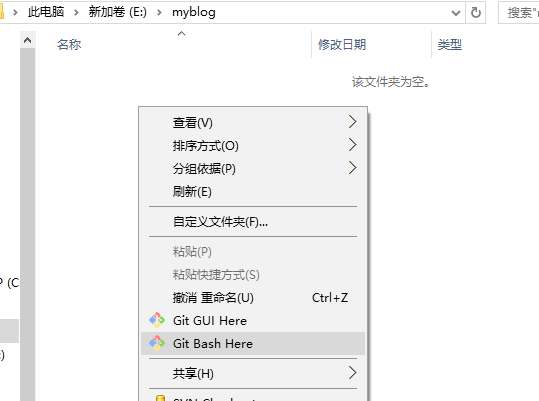 此电脑 > 新加卷 (E:) > myblog
搜索"m
名称 修改日期 类型
该文件夹为空。
查看(V)
排序方式(O)
分组依据(P)
刷新(E)
自定义文件夹(F)...
粘贴(P)
粘贴快捷方式(S)
撤消 重命名(U) Ctrl+Z
Git GUI Here
Git Bash Here
共享(H)